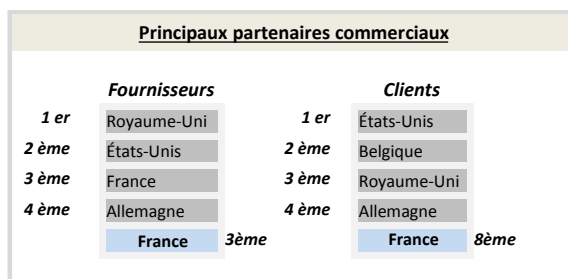 Principaux partenaires commerciaux
Fournisseurs Clients
1 er Royaume-Uni 1 er États-Unis
2 ème États-Unis 2 ème Belgique
3 ème France 3 ème Royaume-Uni
4 ème Allemagne 4 ème Allemagne
France 3ème France 8ème